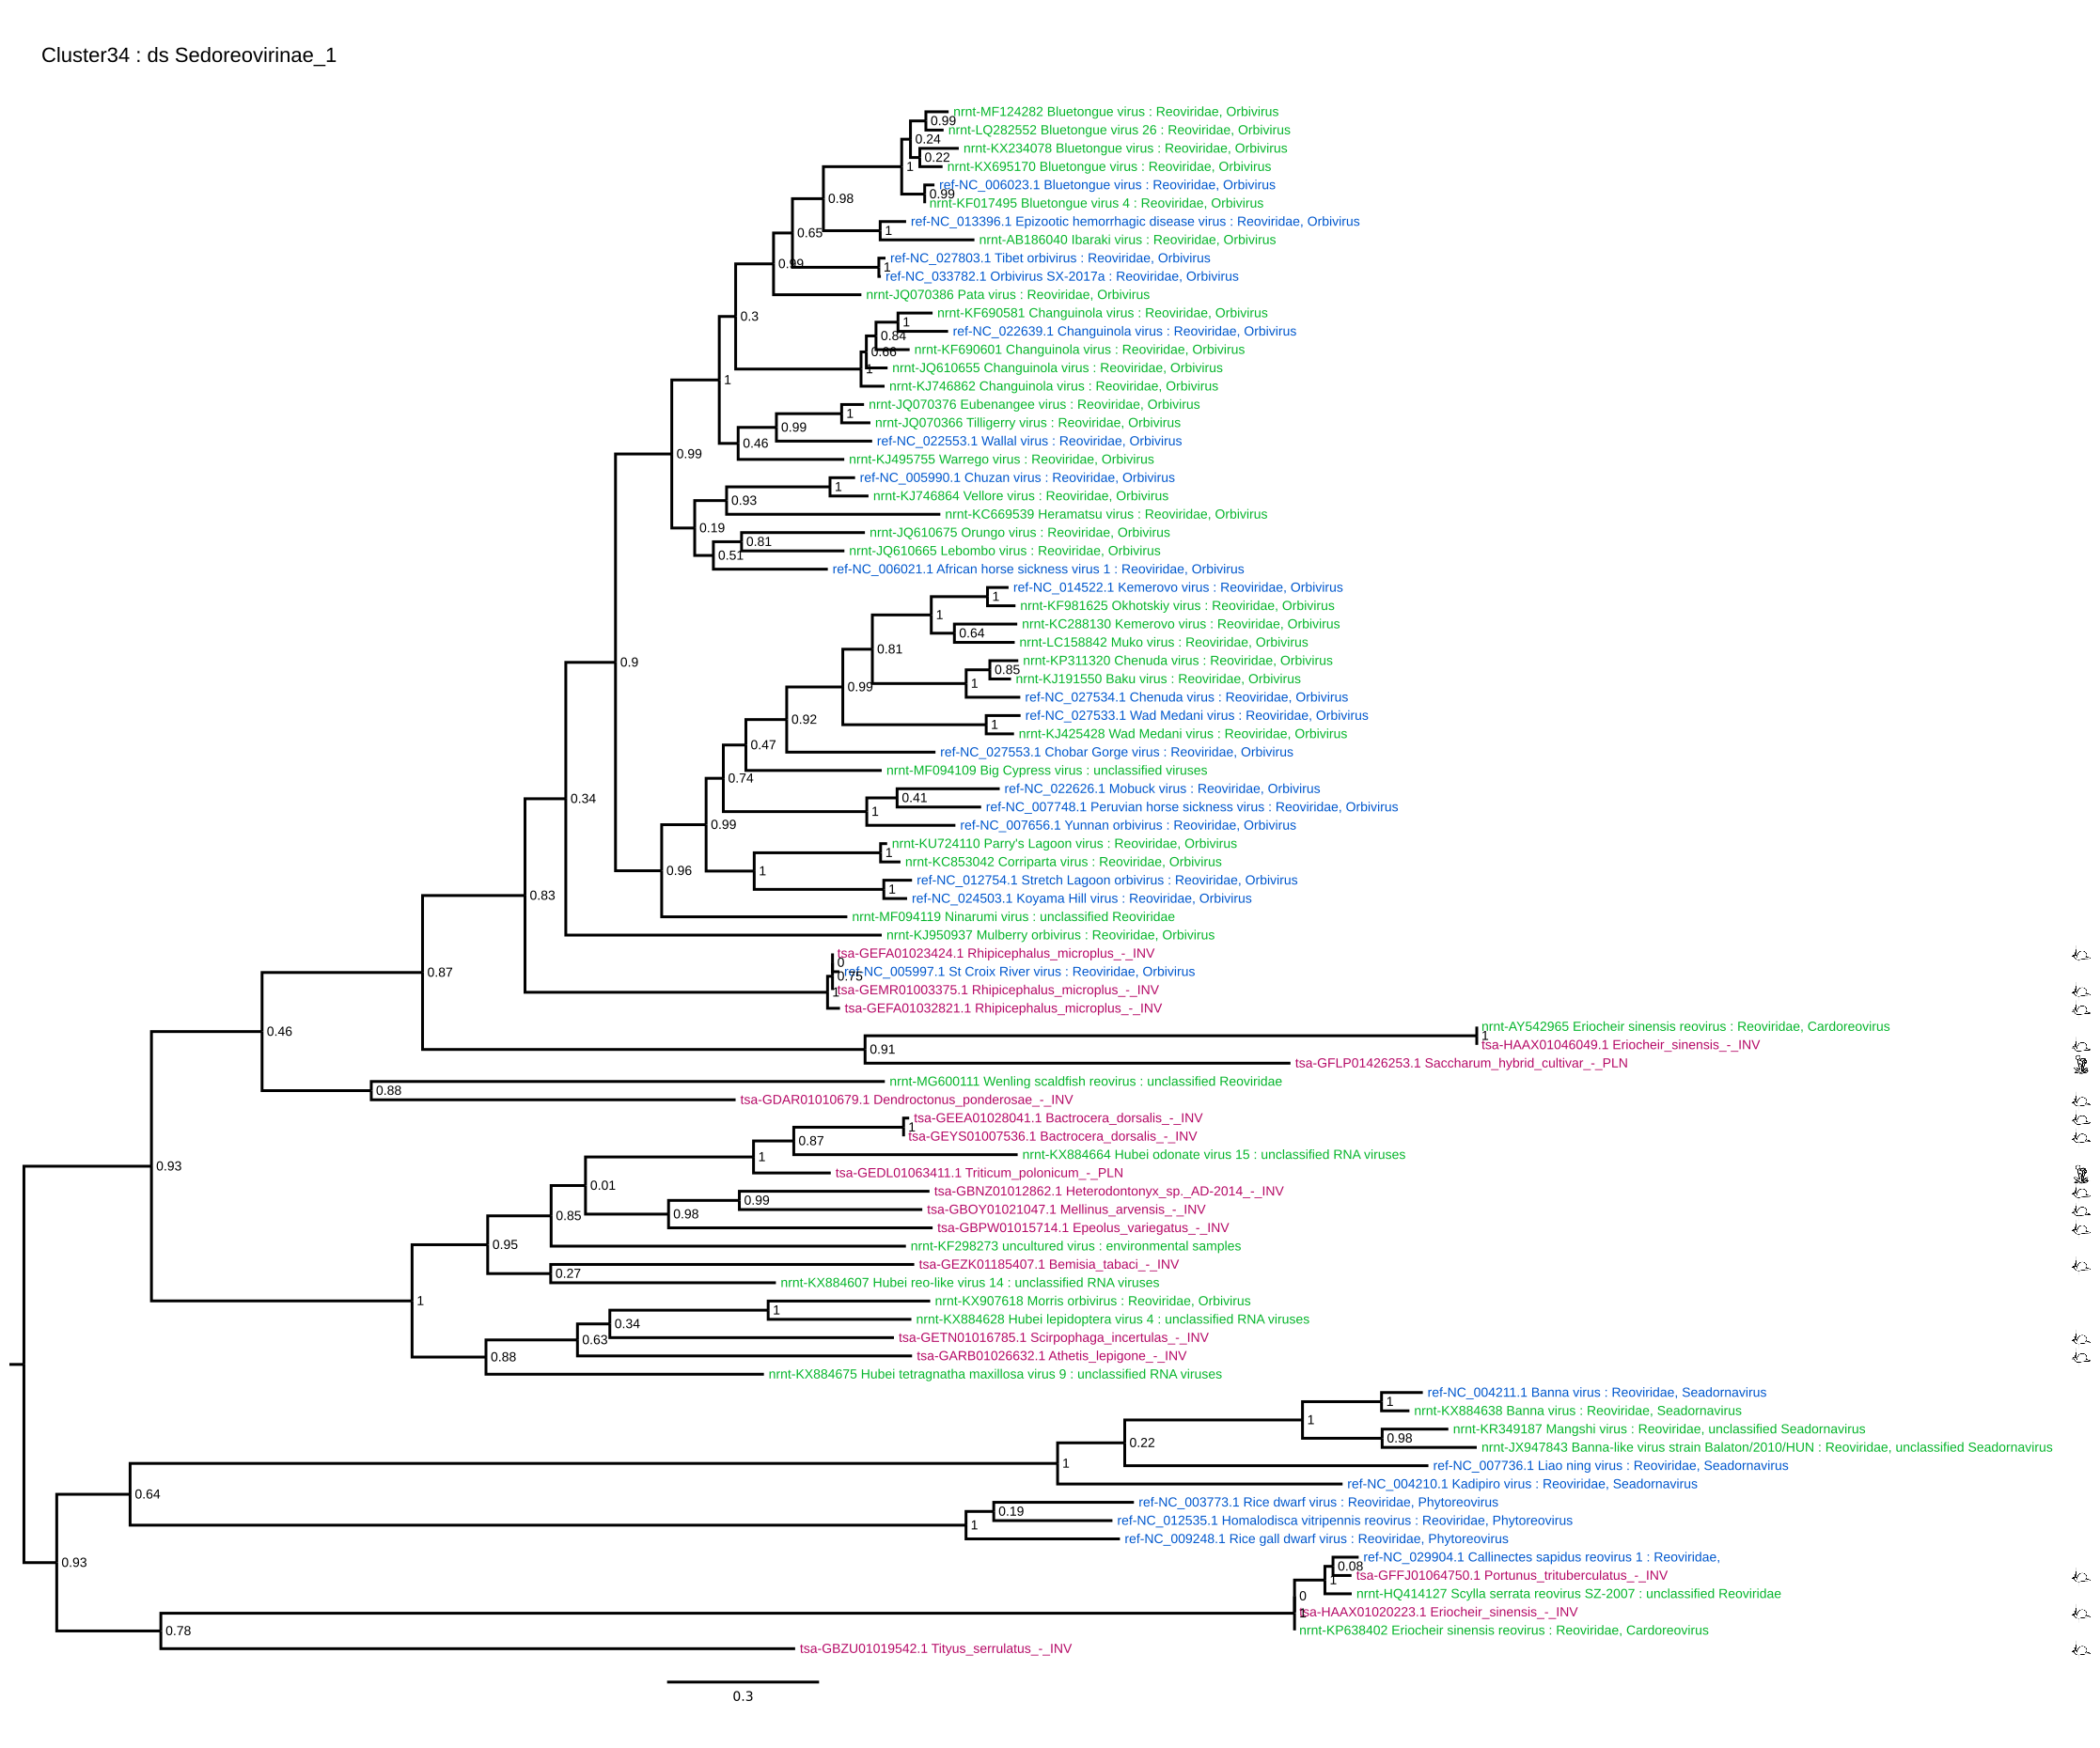 Cluster34 : ds Sedoreovirinae_1
nrnt-MF124282 Bluetongue virus : Reoviridae, Orbivirus
0.99
nrnt-LQ282552 Bluetongue virus 26 : Reoviridae, Orbivirus
0.24
nrnt-KX234078 Bluetongue virus : Reoviridae, Orbivirus
0.22
1
nrnt-KX695170 Bluetongue virus : Reoviridae, Orbivirus
ref-NC_006023.1 Bluetongue virus : Reoviridae, Orbivirus
0.99
0.98
nrnt-KF017495 Bluetongue virus 4 : Reoviridae, Orbivirus
ref-NC_013396.1 Epizootic hemorrhagic disease virus : Reoviridae, Orbivirus
0.65
1
nrnt-AB186040 Ibaraki virus : Reoviridae, Orbivirus
ref-NC_027803.1 Tibet orbivirus : Reoviridae, Orbivirus
0.99
1
ref-NC_033782.1 Orbivirus SX-2017a : Reoviridae, Orbivirus
nrnt-JQ070386 Pata virus : Reoviridae, Orbivirus
nrnt-KF690581 Changuinola virus : Reoviridae, Orbivirus
0.3
1
ref-NC_022639.1 Changuinola virus : Reoviridae, Orbivirus
0.84
nrnt-KF690601 Changuinola virus : Reoviridae, Orbivirus
0.66
nrnt-JQ610655 Changuinola virus : Reoviridae, Orbivirus
1
1
nrnt-KJ746862 Changuinola virus : Reoviridae, Orbivirus
nrnt-JQ070376 Eubenangee virus : Reoviridae, Orbivirus
1
nrnt-JQ070366 Tilligerry virus : Reoviridae, Orbivirus
0.99
ref-NC_022553.1 Wallal virus : Reoviridae, Orbivirus
0.46
0.99
nrnt-KJ495755 Warrego virus : Reoviridae, Orbivirus
ref-NC_005990.1 Chuzan virus : Reoviridae, Orbivirus
1
nrnt-KJ746864 Vellore virus : Reoviridae, Orbivirus
0.93
nrnt-KC669539 Heramatsu virus : Reoviridae, Orbivirus
0.19
nrnt-JQ610675 Orungo virus : Reoviridae, Orbivirus
0.81
nrnt-JQ610665 Lebombo virus : Reoviridae, Orbivirus
0.51
ref-NC_006021.1 African horse sickness virus 1 : Reoviridae, Orbivirus
ref-NC_014522.1 Kemerovo virus : Reoviridae, Orbivirus
1
nrnt-KF981625 Okhotskiy virus : Reoviridae, Orbivirus
1
nrnt-KC288130 Kemerovo virus : Reoviridae, Orbivirus
0.64
nrnt-LC158842 Muko virus : Reoviridae, Orbivirus
0.81
0.9
nrnt-KP311320 Chenuda virus : Reoviridae, Orbivirus
0.85
nrnt-KJ191550 Baku virus : Reoviridae, Orbivirus
1
0.99
ref-NC_027534.1 Chenuda virus : Reoviridae, Orbivirus
ref-NC_027533.1 Wad Medani virus : Reoviridae, Orbivirus
0.92
1
nrnt-KJ425428 Wad Medani virus : Reoviridae, Orbivirus
0.47
ref-NC_027553.1 Chobar Gorge virus : Reoviridae, Orbivirus
nrnt-MF094109 Big Cypress virus : unclassified viruses
0.74
ref-NC_022626.1 Mobuck virus : Reoviridae, Orbivirus
0.34
0.41
ref-NC_007748.1 Peruvian horse sickness virus : Reoviridae, Orbivirus
1
0.99
ref-NC_007656.1 Yunnan orbivirus : Reoviridae, Orbivirus
nrnt-KU724110 Parry's Lagoon virus : Reoviridae, Orbivirus
1
nrnt-KC853042 Corriparta virus : Reoviridae, Orbivirus
0.96
1
ref-NC_012754.1 Stretch Lagoon orbivirus : Reoviridae, Orbivirus
1
0.83
ref-NC_024503.1 Koyama Hill virus : Reoviridae, Orbivirus
nrnt-MF094119 Ninarumi virus : unclassified Reoviridae
nrnt-KJ950937 Mulberry orbivirus : Reoviridae, Orbivirus
tsa-GEFA01023424.1 Rhipicephalus_microplus_-_INV
0
0.87
ref-NC_005997.1 St Croix River virus : Reoviridae, Orbivirus
0.75
tsa-GEMR01003375.1 Rhipicephalus_microplus_-_INV
1
tsa-GEFA01032821.1 Rhipicephalus_microplus_-_INV
nrnt-AY542965 Eriocheir sinensis reovirus : Reoviridae, Cardoreovirus
0.46
1
tsa-HAAX01046049.1 Eriocheir_sinensis_-_INV
0.91
tsa-GFLP01426253.1 Saccharum_hybrid_cultivar_-_PLN
nrnt-MG600111 Wenling scaldfish reovirus : unclassified Reoviridae
0.88
tsa-GDAR01010679.1 Dendroctonus_ponderosae_-_INV
tsa-GEEA01028041.1 Bactrocera_dorsalis_-_INV
1
tsa-GEYS01007536.1 Bactrocera_dorsalis_-_INV
0.87
nrnt-KX884664 Hubei odonate virus 15 : unclassified RNA viruses
1
0.93
tsa-GEDL01063411.1 Triticum_polonicum_-_PLN
0.01
tsa-GBNZ01012862.1 Heterodontonyx_sp._AD-2014_-_INV
0.99
tsa-GBOY01021047.1 Mellinus_arvensis_-_INV
0.85
0.98
tsa-GBPW01015714.1 Epeolus_variegatus_-_INV
0.95
nrnt-KF298273 uncultured virus : environmental samples
tsa-GEZK01185407.1 Bemisia_tabaci_-_INV
0.27
nrnt-KX884607 Hubei reo-like virus 14 : unclassified RNA viruses
1
nrnt-KX907618 Morris orbivirus : Reoviridae, Orbivirus
1
nrnt-KX884628 Hubei lepidoptera virus 4 : unclassified RNA viruses
0.34
tsa-GETN01016785.1 Scirpophaga_incertulas_-_INV
0.63
tsa-GARB01026632.1 Athetis_lepigone_-_INV
0.88
nrnt-KX884675 Hubei tetragnatha maxillosa virus 9 : unclassified RNA viruses
ref-NC_004211.1 Banna virus : Reoviridae, Seadornavirus
1
nrnt-KX884638 Banna virus : Reoviridae, Seadornavirus
1
nrnt-KR349187 Mangshi virus : Reoviridae, unclassified Seadornavirus
0.98
0.22
nrnt-JX947843 Banna-like virus strain Balaton/2010/HUN : Reoviridae, unclassified Seadornavirus
1
ref-NC_007736.1 Liao ning virus : Reoviridae, Seadornavirus
ref-NC_004210.1 Kadipiro virus : Reoviridae, Seadornavirus
0.64
ref-NC_003773.1 Rice dwarf virus : Reoviridae, Phytoreovirus
0.19
ref-NC_012535.1 Homalodisca vitripennis reovirus : Reoviridae, Phytoreovirus
1
ref-NC_009248.1 Rice gall dwarf virus : Reoviridae, Phytoreovirus
0.93
ref-NC_029904.1 Callinectes sapidus reovirus 1 : Reoviridae,
0.08
tsa-GFFJ01064750.1 Portunus_trituberculatus_-_INV
1
nrnt-HQ414127 Scylla serrata reovirus SZ-2007 : unclassified Reoviridae
0
tsa-HAAX01020223.1 Eriocheir_sinensis_-_INV
1
nrnt-KP638402 Eriocheir sinensis reovirus : Reoviridae, Cardoreovirus
0.78
tsa-GBZU01019542.1 Tityus_serrulatus_-_INV
0.3